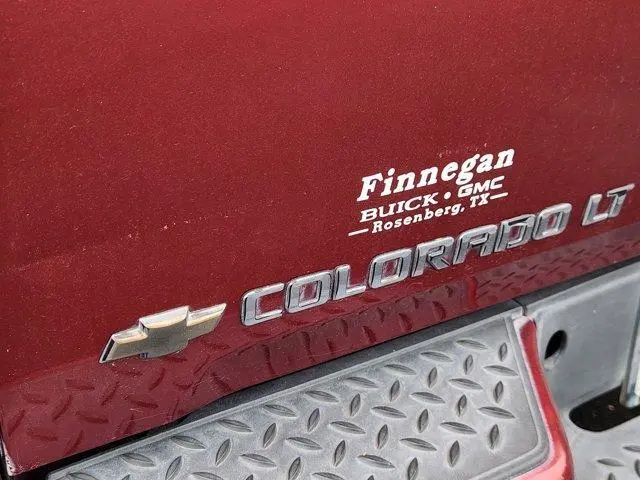 Finnegan
BUICK • GMC
— Rosenberg, TX —
COLORADO LT